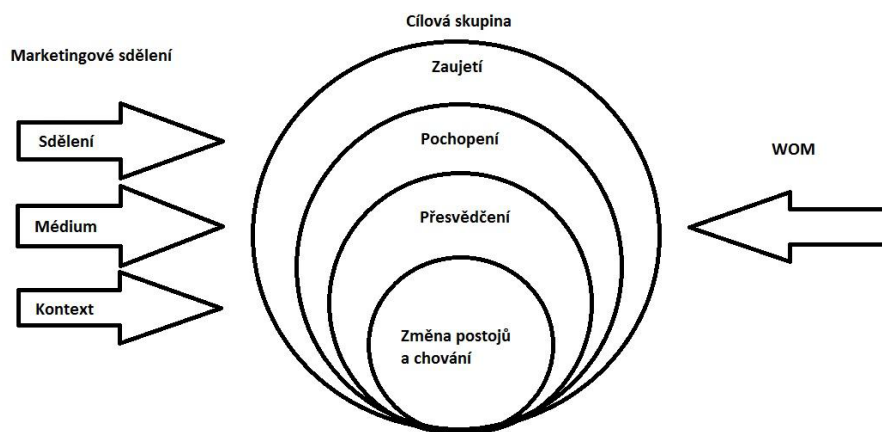 Cílová skupina
Marketingové sdělení
Zaujetí
Sdělení
Pochopení
WOM
Médium
Přesvědčení
Kontext
Změna postojů
a chování